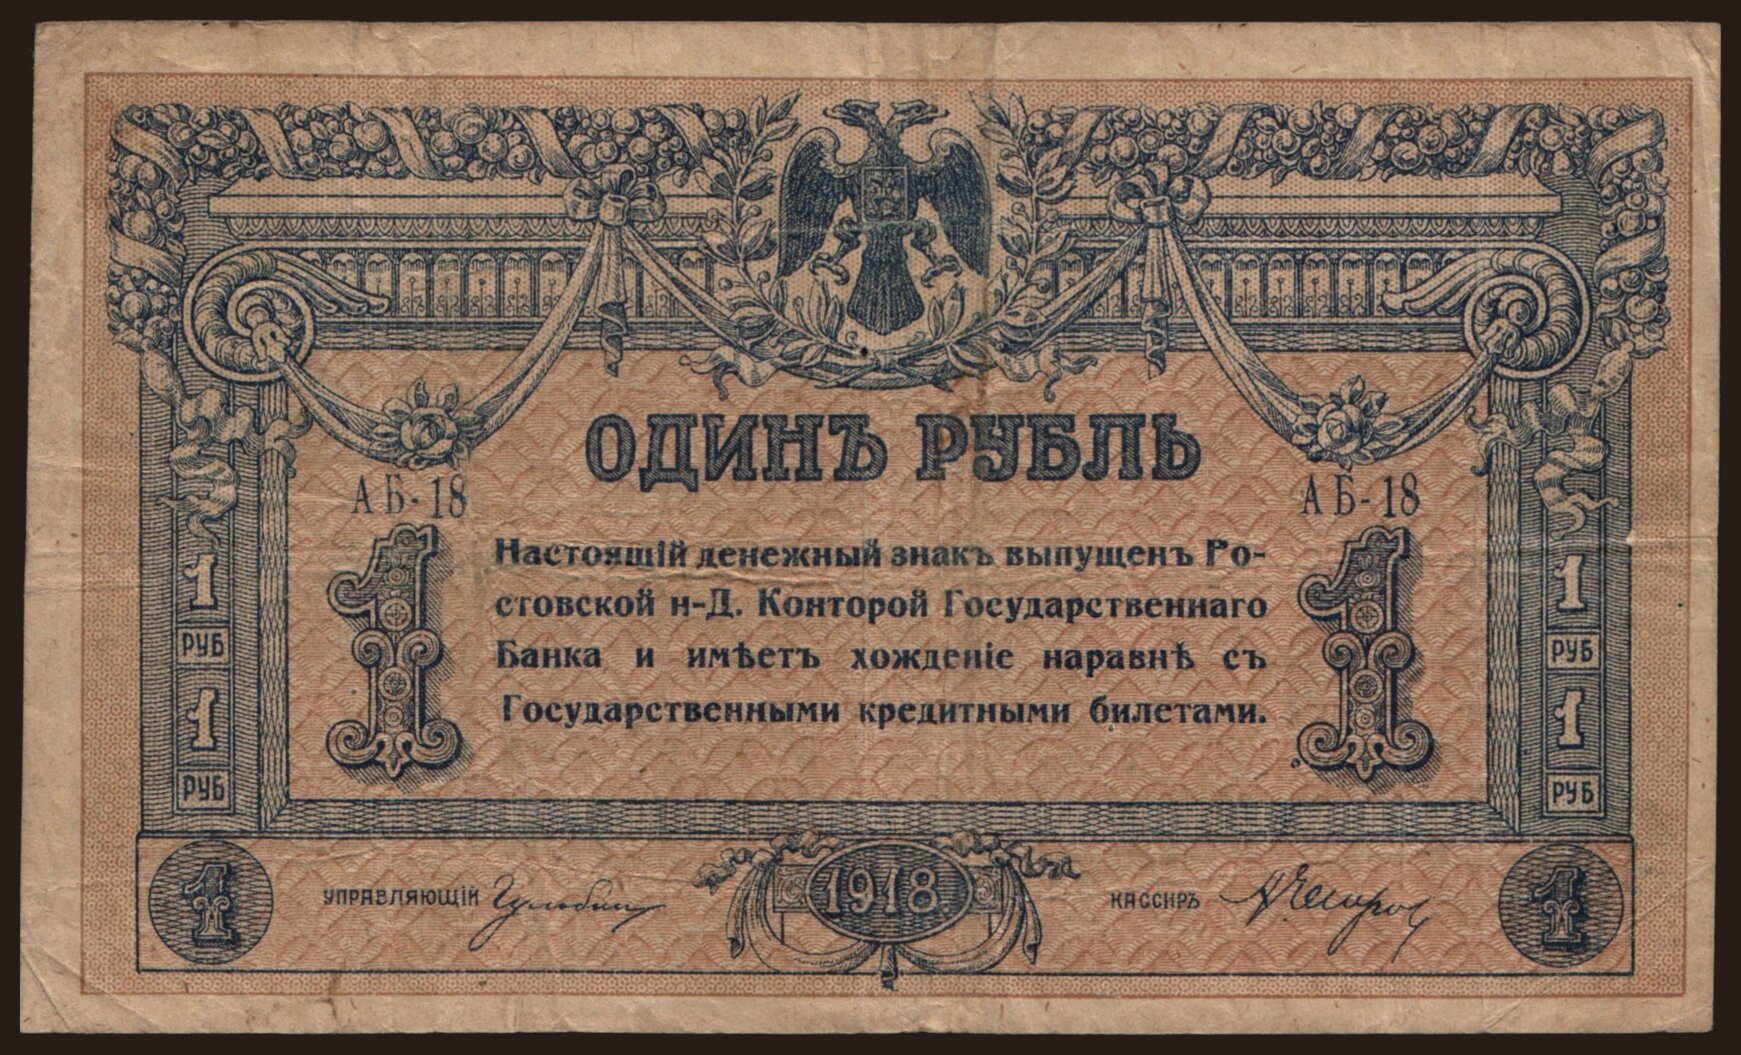 ОДИНЪ РУБЛЬ
АБ-18 АБ-18
1 1
Настоящій денежный знакъ выпущенъ Ро-
стовской н-Д. Конторой Государственнаго
Банка и имѣетъ хожденіе наравнѣ съ
Государственными кредитными билетами.
1 1
РУБ РУБ
1 1
РУБ РУБ
1 УПРАВЛЯЮЩІЙ 1918 КАССИРЪ 1